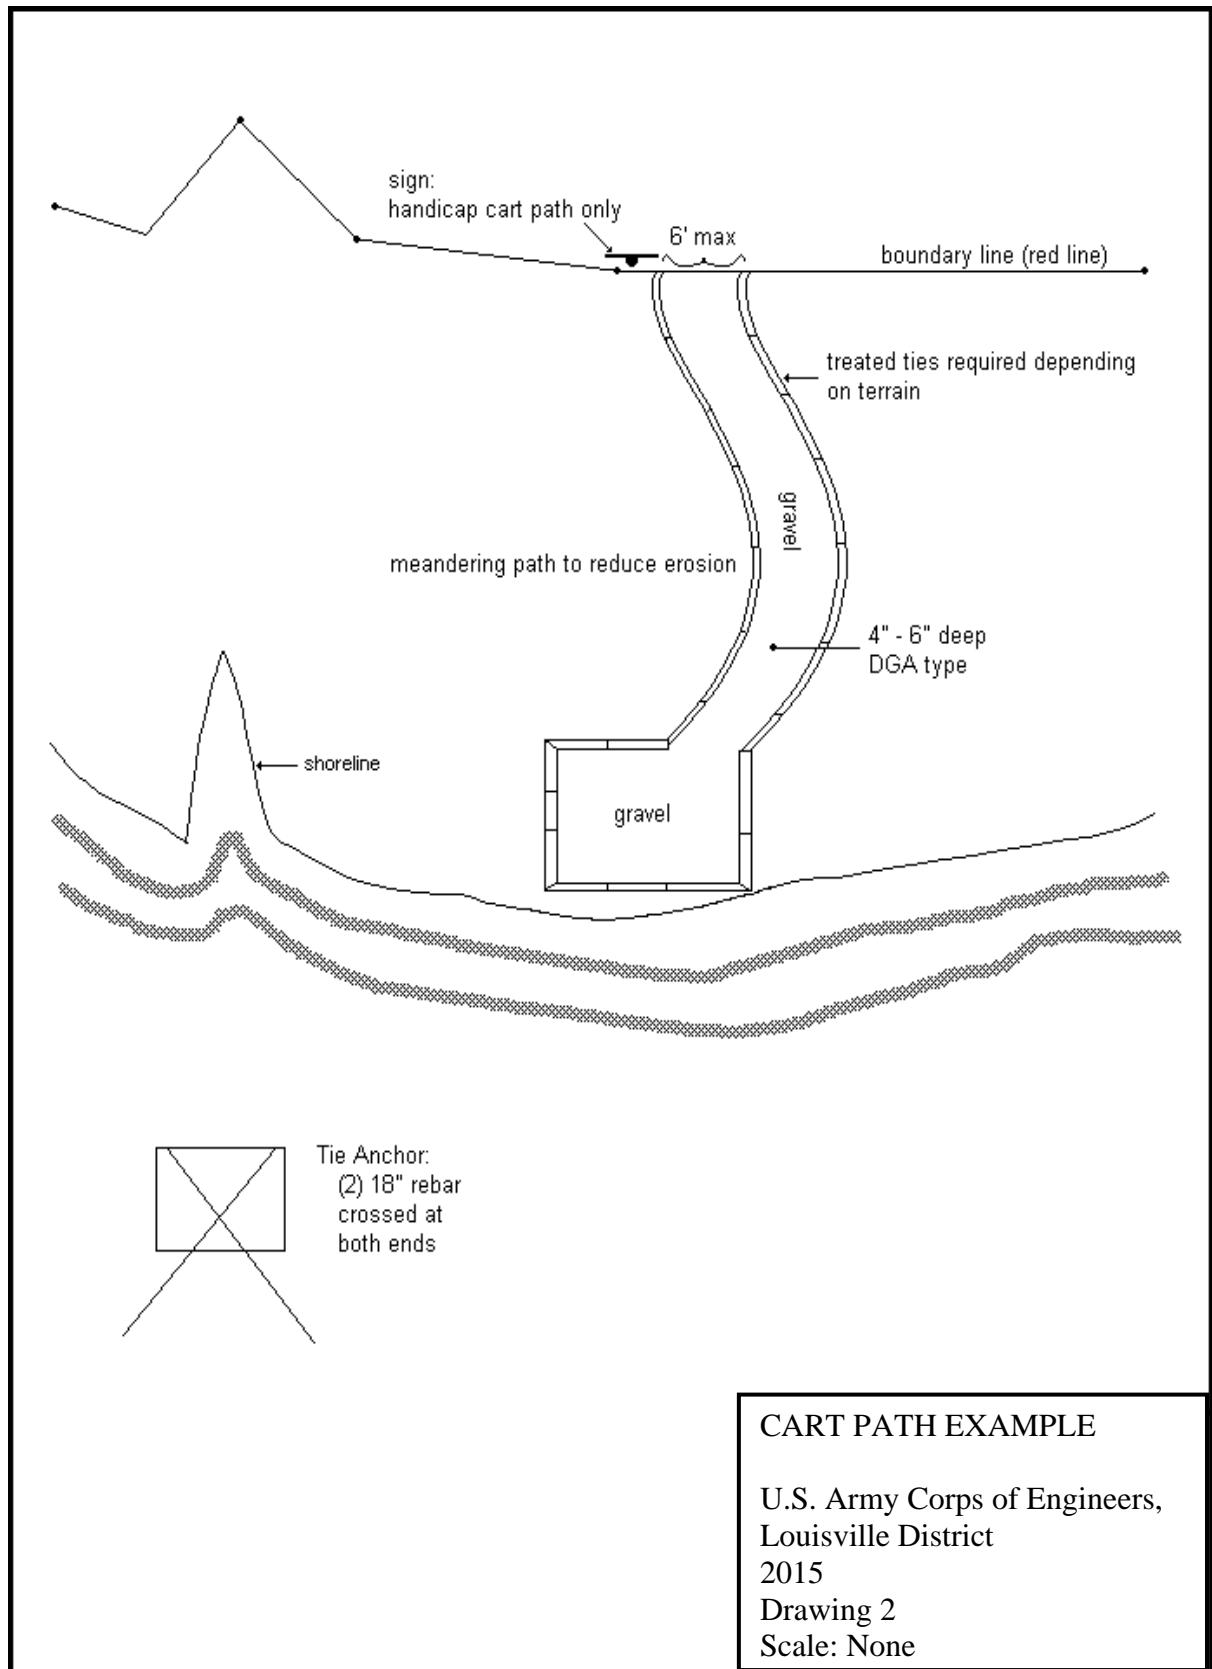 sign:
handicap cart path only
6' max
boundary line (red line)
treated ties required depending
on terrain
gravel
meandering path to reduce erosion
4" - 6" deep
DGA type
shoreline
gravel
Tie Anchor:
(2) 18" rebar
crossed at
both ends
CART PATH EXAMPLE
U.S. Army Corps of Engineers,
Louisville District
2015
Drawing 2
Scale: None